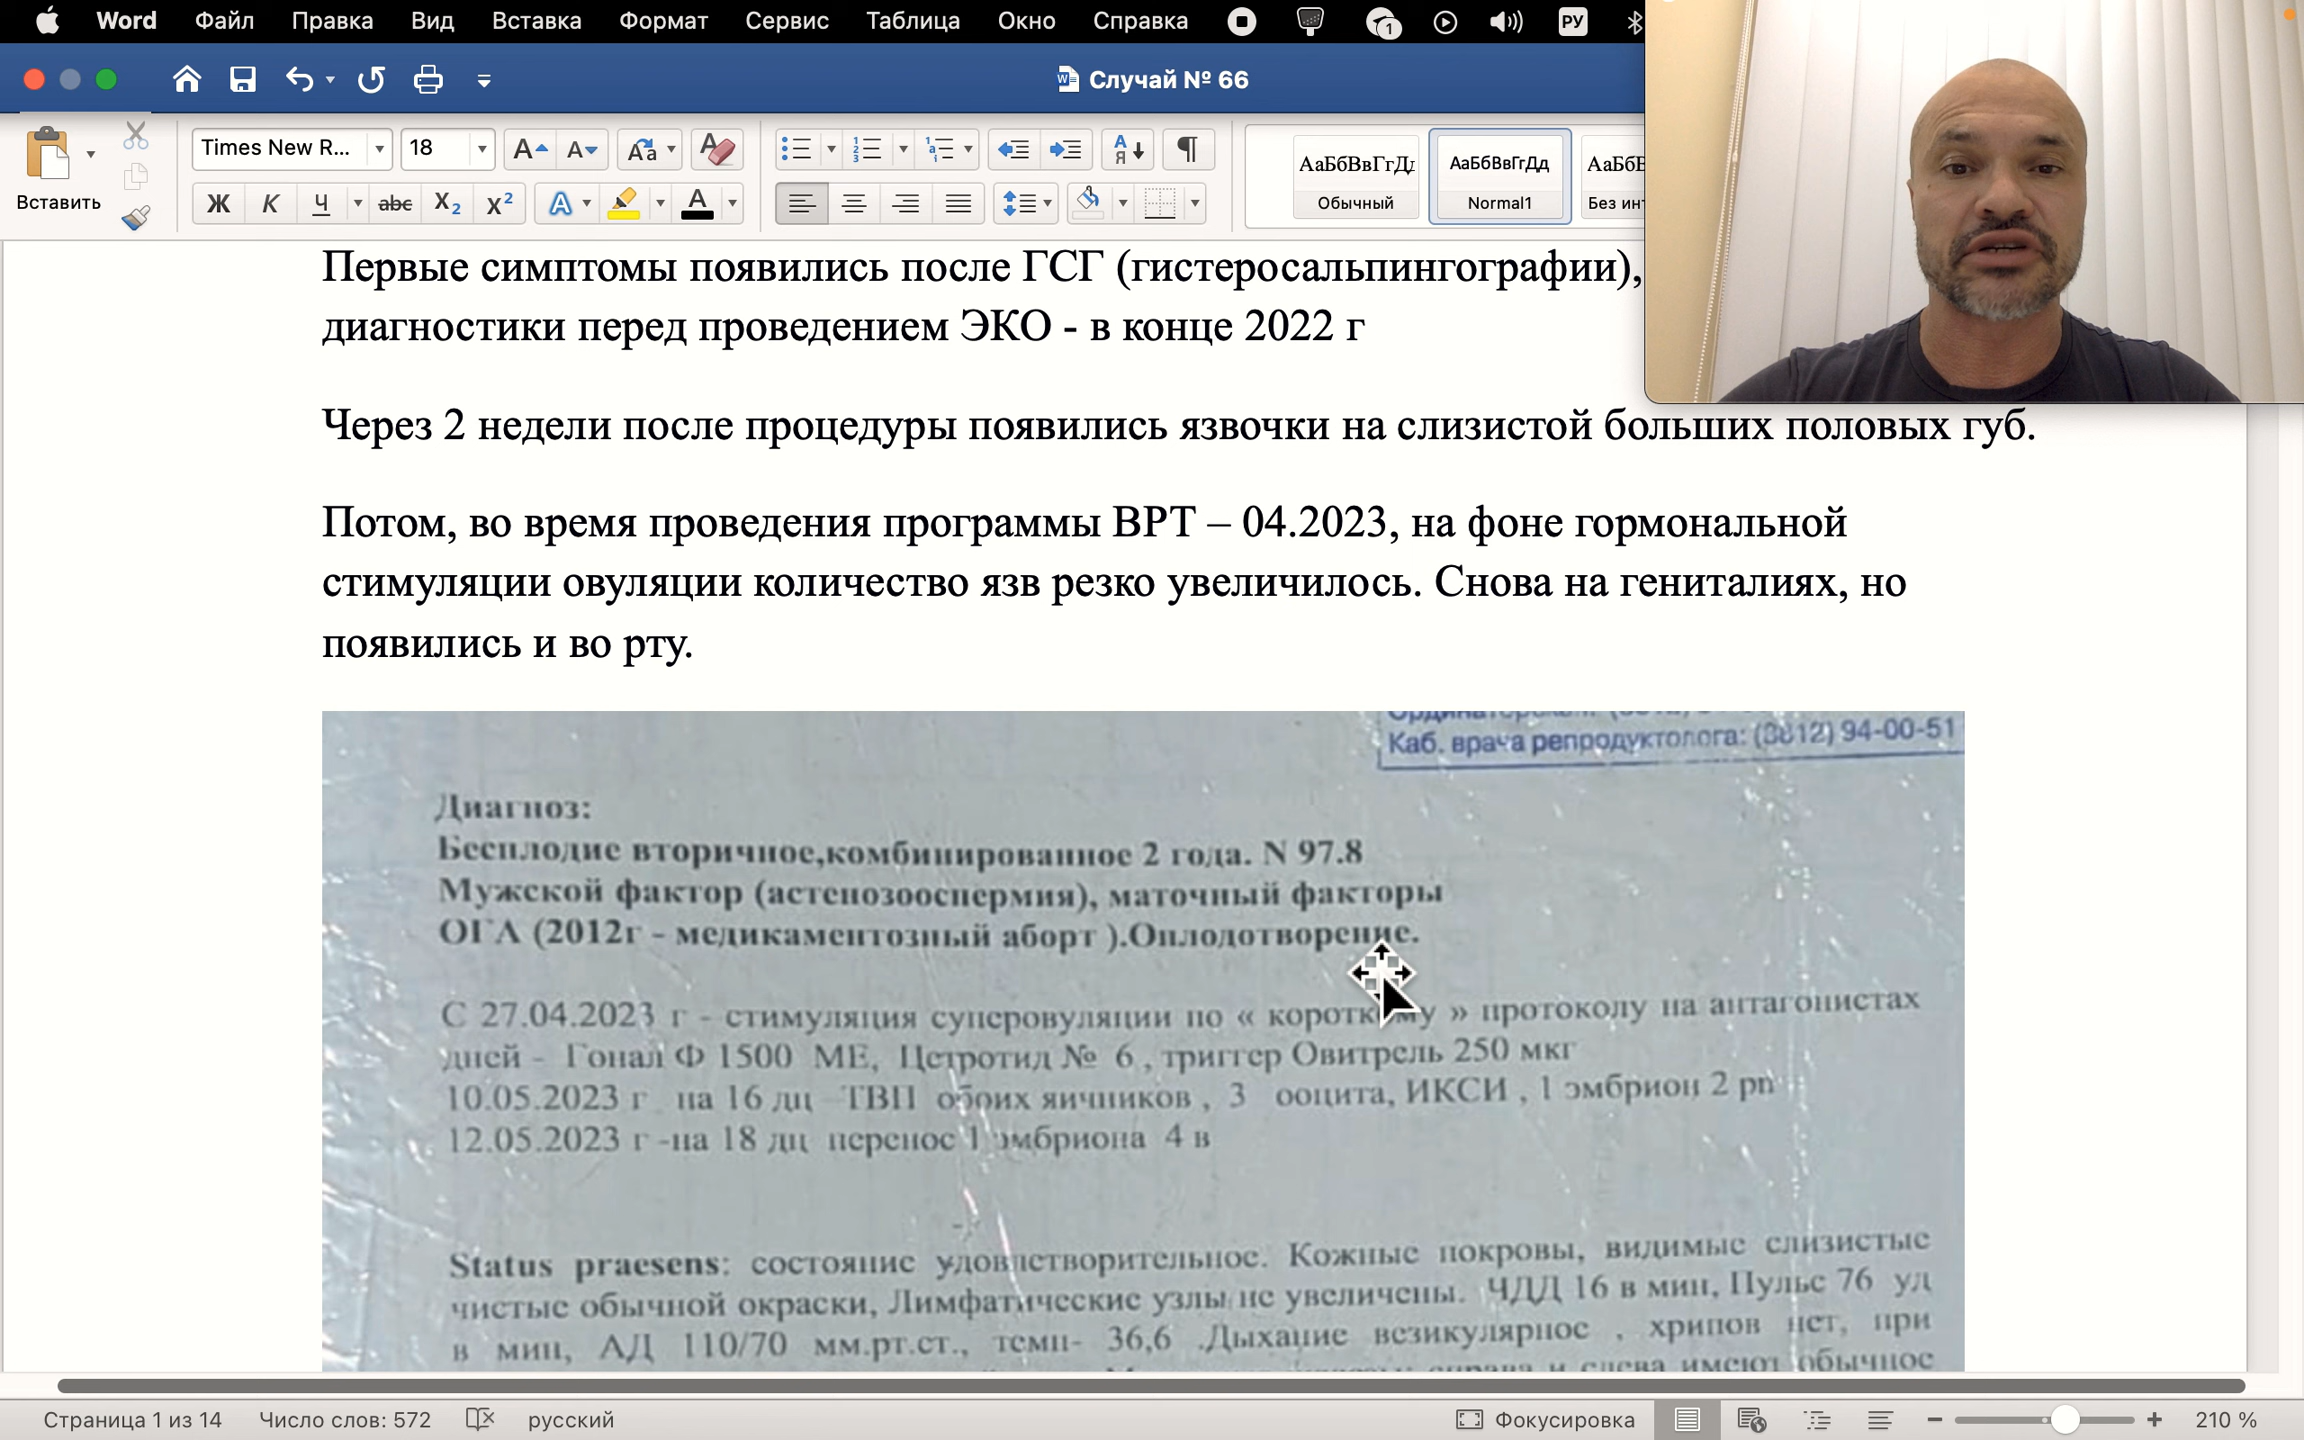 Word Файл Правка Вид Вставка Формат Сервис Таблица Окно Справка 1 РУ
Случай № 66
Times New R... 18
Вставить
АаБбВвГгДд АаБбВвГгДд АаБбВ
Обычный Normal1 Без инт
Первые симптомы появились после ГСГ (гистеросальпингографии),
диагностики перед проведением ЭКО - в конце 2022 г
Через 2 недели после процедуры появились язвочки на слизистой больших половых губ.
Потом, во время проведения программы ВРТ – 04.2023, на фоне гормональной
стимуляции овуляции количество язв резко увеличилось. Снова на гениталиях, но
появились и во рту.
Каб. врача репродуктолога: (3812) 94-00-51
Диагноз:
Бесплодие вторичное,комбинированное 2 года. N 97.8
Мужской фактор (астенозооспермия), маточный факторы
ОГА (2012г - медикаментозный аборт ).Оплодотворение.
С 27.04.2023 г - стимуляция суперовуляции по « короткому » протоколу на антагонистах
дней - Гонал Ф 1500 МЕ, Цетротид № 6 , триггер Овитрель 250 мкг
10.05.2023 г на 16 дц ТВП обоих яичников , 3 ооцита, ИКСИ , 1 эмбрион 2 pn
12.05.2023 г -на 18 дц перенос 1 эмбриона 4 в
Status praesens: состояние удовлетворительное. Кожные покровы, видимые слизистые
чистые обычной окраски, Лимфатические узлы не увеличены. ЧДД 16 в мин, Пульс 76 уд
в мин, АД 110/70 мм.рт.ст., темп- 36,6 .Дыхание везикулярное , хрипов нет, при
справа и слева имеют обычное
Страница 1 из 14 Число слов: 572 русский Фокусировка 210 %